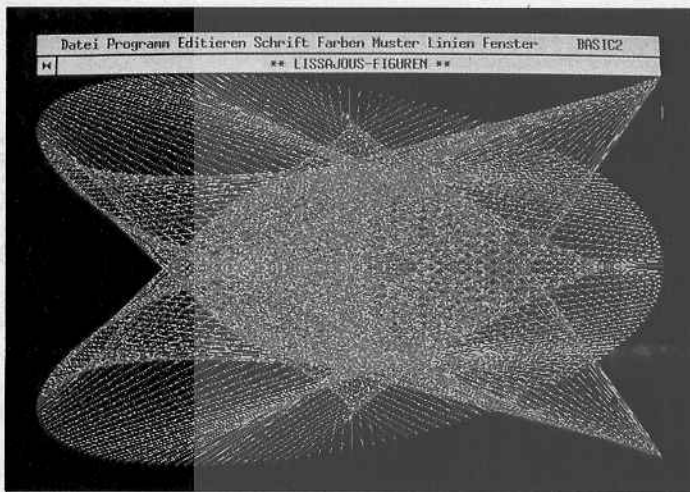 Datei Programm Editieren Schrift Farben Muster Linien Fenster BASIC2
** LISSAJOUS-FIGUREN **